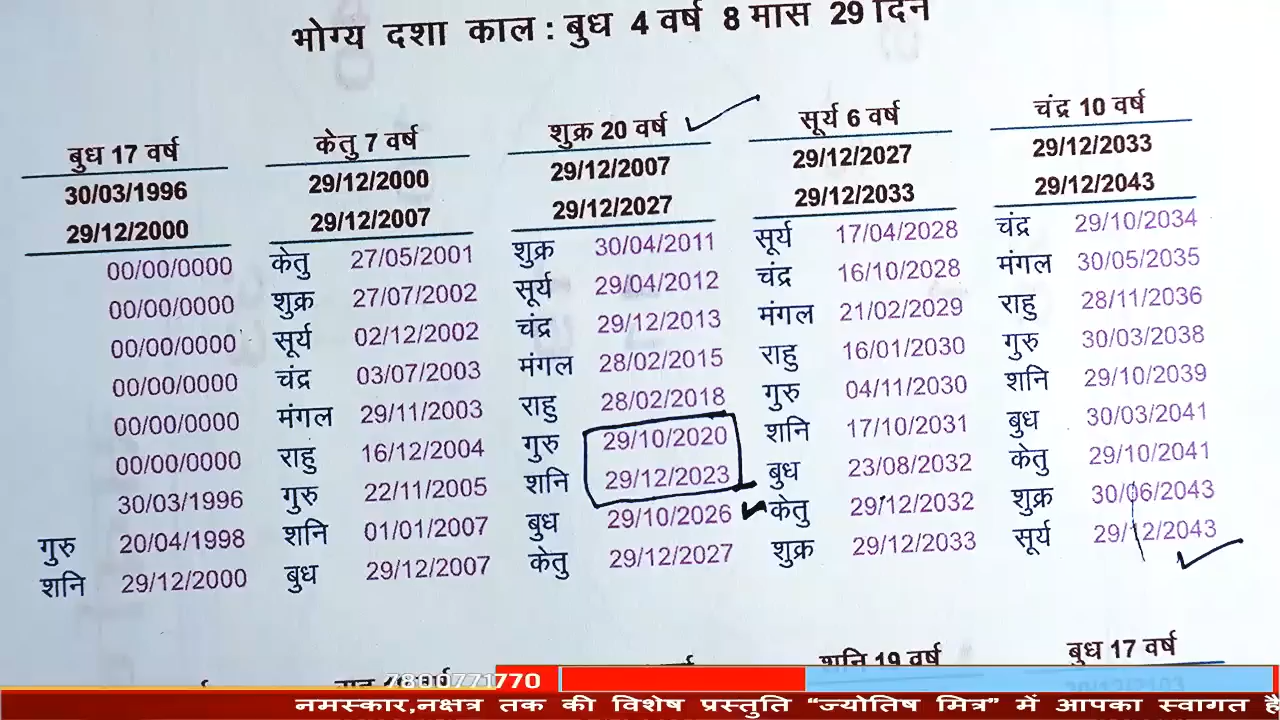 भोग्य दशा काल : बुध 4 वर्ष 8 मास 29 दिन
बुध 17 वर्ष
30/03/1996
29/12/2000
00/00/0000
00/00/0000
00/00/0000
00/00/0000
00/00/0000
00/00/0000
30/03/1996
गुरु 20/04/1998
शनि 29/12/2000
केतु 7 वर्ष
29/12/2000
29/12/2007
केतु 27/05/2001
शुक्र 27/07/2002
सूर्य 02/12/2002
चंद्र 03/07/2003
मंगल 29/11/2003
राहु 16/12/2004
गुरु 22/11/2005
शनि 01/01/2007
बुध 29/12/2007
शुक्र 20 वर्ष
29/12/2007
29/12/2027
शुक्र 30/04/2011
सूर्य 29/04/2012
चंद्र 29/12/2013
मंगल 28/02/2015
राहु 28/02/2018
गुरु 29/10/2020
शनि 29/12/2023
बुध 29/10/2026
केतु 29/12/2027
सूर्य 6 वर्ष
29/12/2027
29/12/2033
सूर्य 17/04/2028
चंद्र 16/10/2028
मंगल 21/02/2029
राहु 16/01/2030
गुरु 04/11/2030
शनि 17/10/2031
बुध 23/08/2032
केतु 29/12/2032
शुक्र 29/12/2033
चंद्र 10 वर्ष
29/12/2033
29/12/2043
चंद्र 29/10/2034
मंगल 30/05/2035
राहु 28/11/2036
गुरु 30/03/2038
शनि 29/10/2039
बुध 30/03/2041
केतु 29/10/2041
शुक्र 30/06/2043
सूर्य 29/12/2043
शनि 19 वर्ष
बुध 17 वर्ष
नमस्कार,नक्षत्र तक की विशेष प्रस्तुति “ज्योतिष मित्र” में आपका स्वागत है